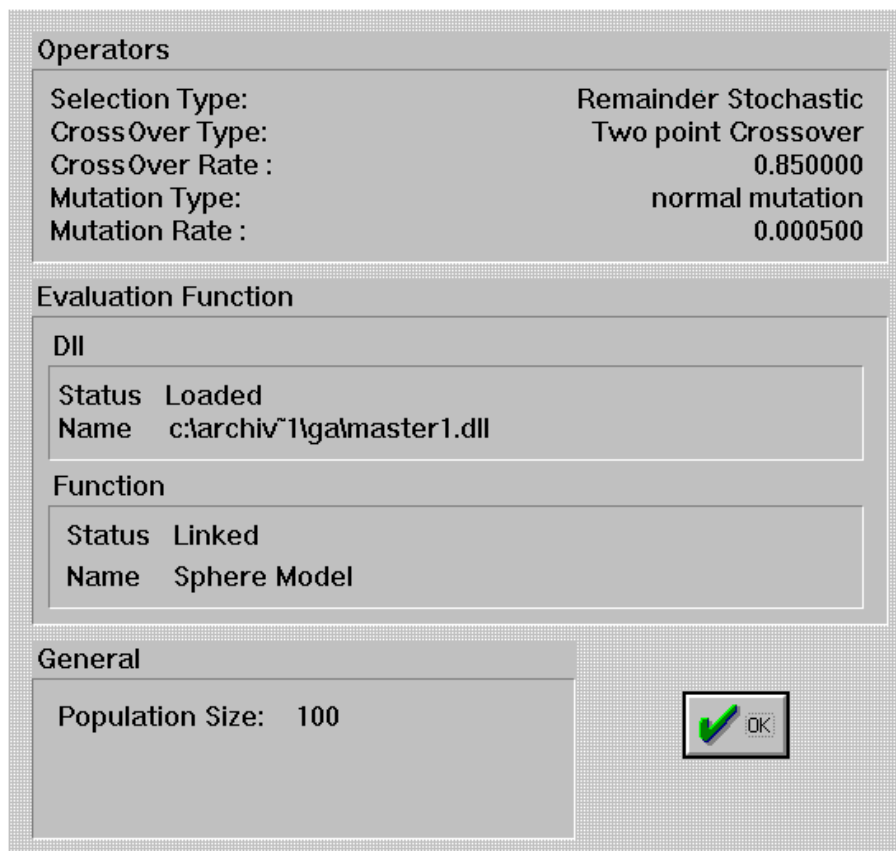 Operators
Selection Type: Remainder Stochastic
CrossOver Type: Two point Crossover
CrossOver Rate : 0.850000
Mutation Type: normal mutation
Mutation Rate : 0.000500
Evaluation Function
Dll
Status Loaded
Name c:\archiv~1\ga\master1.dll
Function
Status Linked
Name Sphere Model
General
Population Size: 100
OK